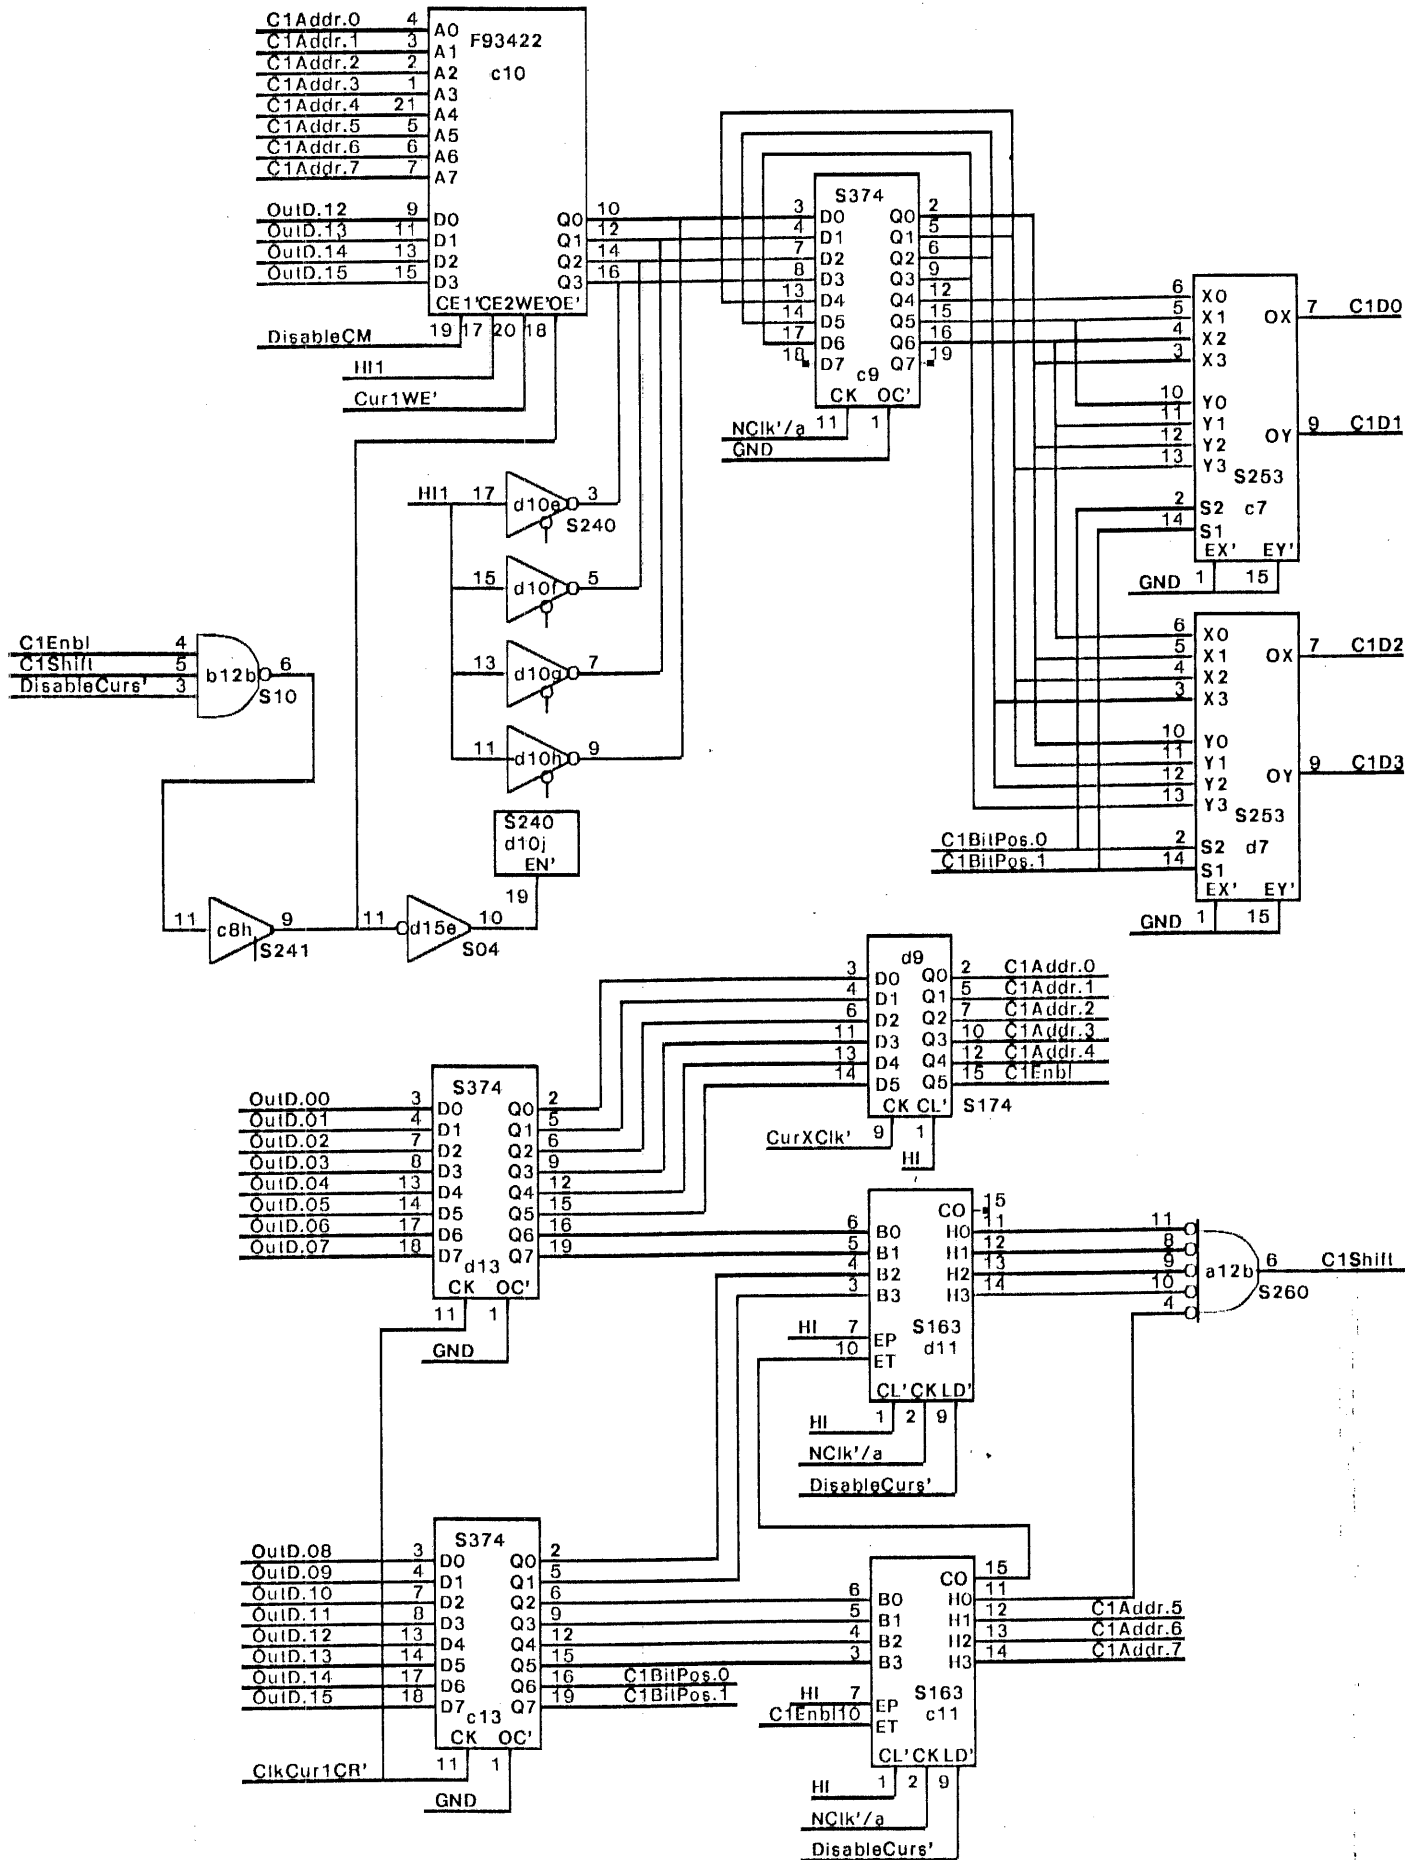 C1Addr.0 4 A0
C1Addr.1 3 A1
C1Addr.2 2 A2
C1Addr.3 1 A3
C1Addr.4 21 A4
C1Addr.5 5 A5
C1Addr.6 6 A6
C1Addr.7 7 A7
F93422
c10
OutD.12 9 D0 Q0 10
OutD.13 11 D1 Q1 12
OutD.14 13 D2 Q2 14
OutD.15 15 D3 Q3 16
CE1' CE2 WE' OE'
19 17 20 18
DisableCM
HI1
Cur1WE'
S374
3 D0 Q0 2
4 D1 Q1 5
7 D2 Q2 6
8 D3 Q3 9
13 D4 Q4 12
14 D5 Q5 15
17 D6 Q6 16
18 D7 Q7 19
c9
CK OC'
11 1
NClk'/a
GND
6 X0
5 X1
4 X2
3 X3
OX 7 C1D0
10 Y0
11 Y1
12 Y2
13 Y3
OY 9 C1D1
S253
c7
2 S2
14 S1
EX' EY'
GND 1 15
HI1 17 d10e 3
S240
15 d10f 5
13 d10g 7
11 d10h 9
S240
d10j
EN'
19
C1Enbl 4
C1Shift 5
DisableCurs' 3
b12b 6
S10
11 c8h 9
S241
11 d15e 10
S04
6 X0
5 X1
4 X2
3 X3
OX 7 C1D2
10 Y0
11 Y1
12 Y2
13 Y3
OY 9 C1D3
S253
d7
C1BitPos.0 2 S2
C1BitPos.1 14 S1
EX' EY'
GND 1 15
d9
3 D0 Q0 2 C1Addr.0
4 D1 Q1 5 C1Addr.1
6 D2 Q2 7 C1Addr.2
11 D3 Q3 10 C1Addr.3
13 D4 Q4 12 C1Addr.4
14 D5 Q5 15 C1Enbl
CK CL' S174
CurXClk' 9 1
HI
S374
OutD.00 3 D0 Q0 2
OutD.01 4 D1 Q1 5
OutD.02 7 D2 Q2 6
OutD.03 8 D3 Q3 9
OutD.04 13 D4 Q4 12
OutD.05 14 D5 Q5 15
OutD.06 17 D6 Q6 16
OutD.07 18 D7 Q7 19
d13
CK OC'
11 1
GND
CO 15
6 B0 H0 11
5 B1 H1 12
4 B2 H2 13
3 B3 H3 14
S163
d11
HI 7 EP
10 ET
CL' CK LD'
1 2 9
HI
NClk'/a
DisableCurs'
11
8
9
10
4
a12b 6 C1Shift
S260
S374
OutD.08 3 D0 Q0 2
OutD.09 4 D1 Q1 5
OutD.10 7 D2 Q2 6
OutD.11 8 D3 Q3 9
OutD.12 13 D4 Q4 12
OutD.13 14 D5 Q5 15
OutD.14 17 D6 Q6 16 C1BitPos.0
OutD.15 18 D7 Q7 19 C1BitPos.1
c13
CK OC'
ClkCur1CR' 11 1
GND
CO 15
6 B0 H0 11
5 B1 H1 12 C1Addr.5
4 B2 H2 13 C1Addr.6
3 B3 H3 14 C1Addr.7
S163
c11
HI 7 EP
C1Enbl 10 ET
CL' CK LD'
1 2 9
HI
NClk'/a
DisableCurs'